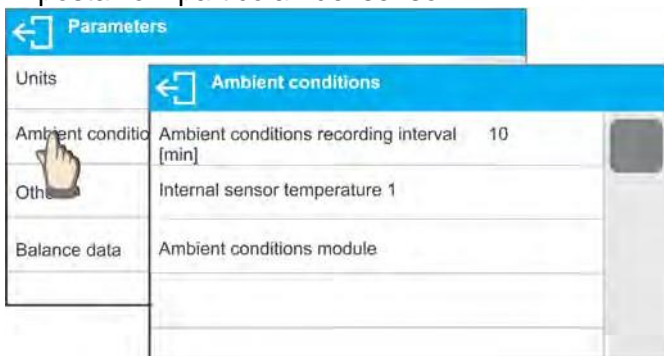 Parameters
Units
Ambient conditio
Oth
Balance data
Ambient conditions
Ambient conditions recording interval 10
[min]
Internal sensor temperature 1
Ambient conditions module